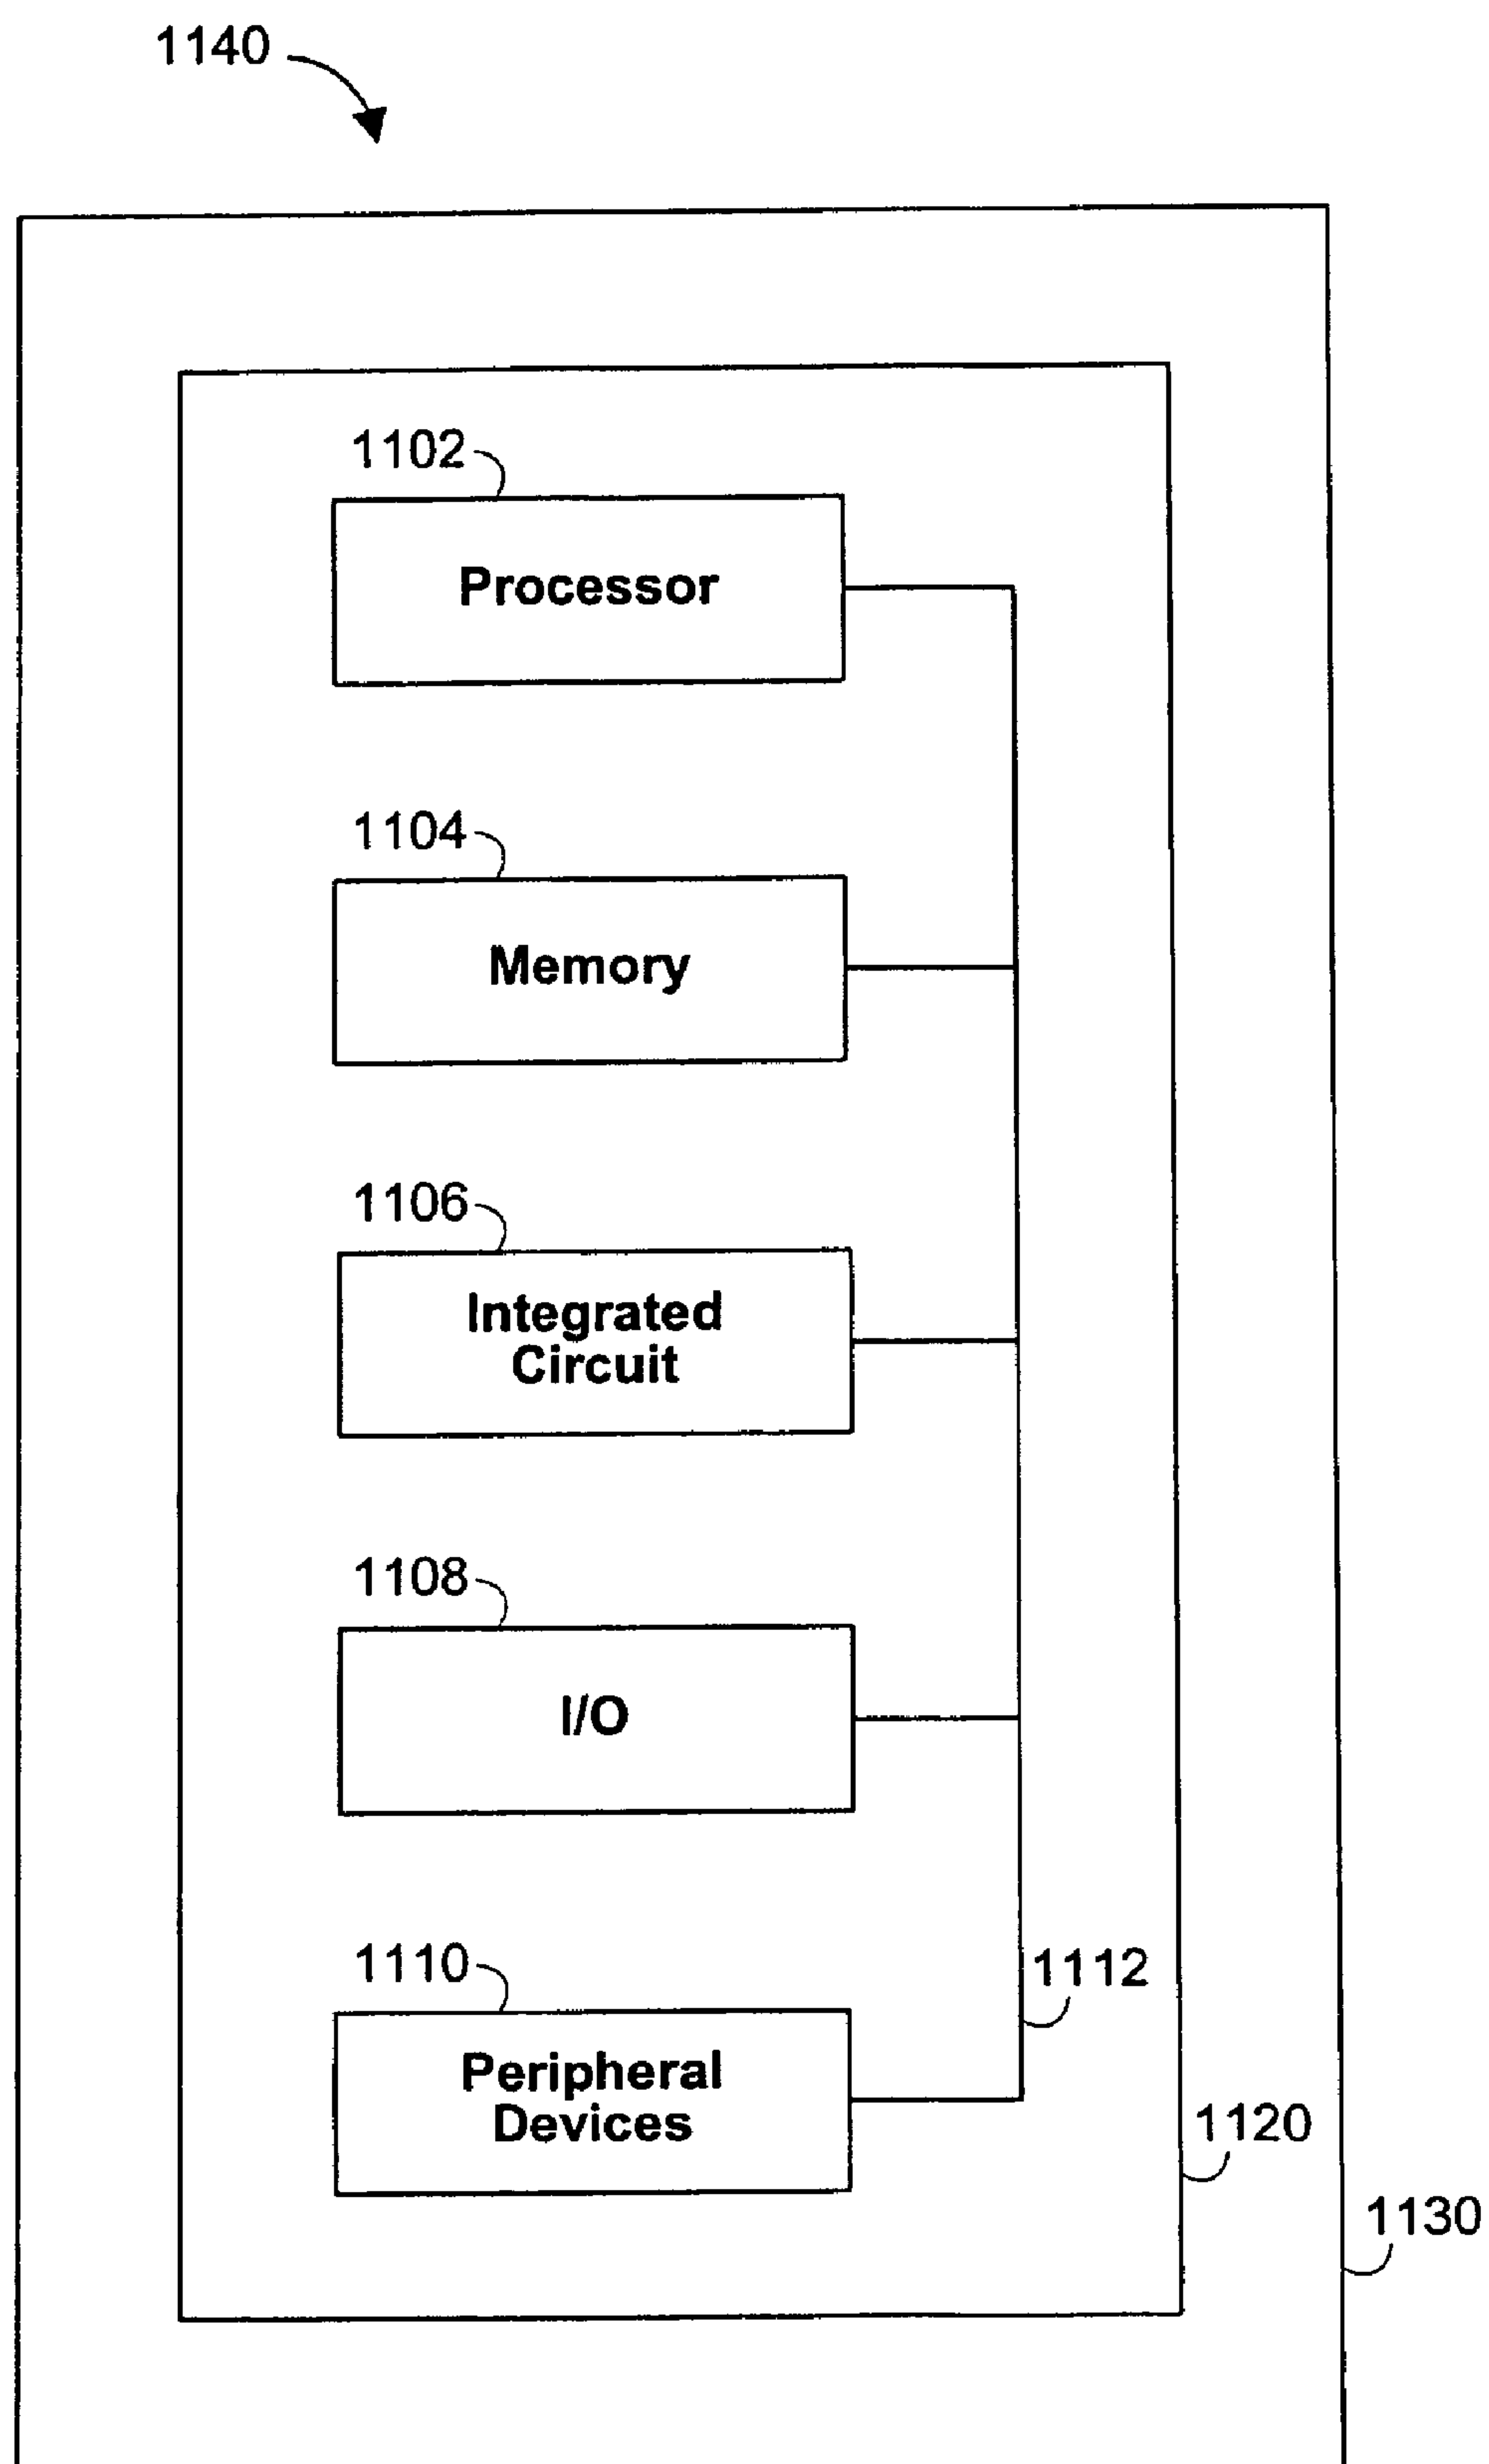 1140
1102
Processor
1104
Memory
1106
Integrated
Circuit
1108
I/O
1110
1112
Peripheral
Devices
1120
1130